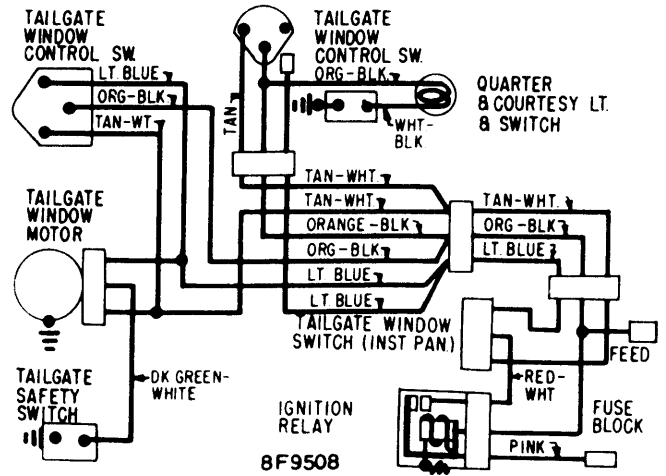 TAILGATE
WINDOW
CONTROL SW.
TAILGATE
WINDOW
CONTROL SW.
LT. BLUE
ORG-BLK
ORG-BLK
TAN-WT.
TAN
WHT-
BLK
QUARTER
& COURTESY LT.
& SWITCH
TAN-WHT.
TAN-WHT.
TAN-WHT.
TAILGATE
WINDOW
MOTOR
ORANGE-BLK
ORG-BLK
ORG-BLK
LT. BLUE
LT. BLUE
LT. BLUE
TAILGATE WINDOW
SWITCH (INST PAN.)
FEED
TAILGATE
SAFETY
SWITCH
DK GREEN-
WHITE
RED-
WHT
IGNITION
RELAY
FUSE
BLOCK
PINK
8F9508